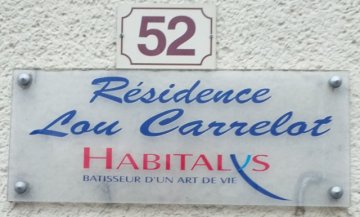 52
Résidence
Lou Carrelot
HABITALYS
BATISSEUR D'UN ART DE VIE